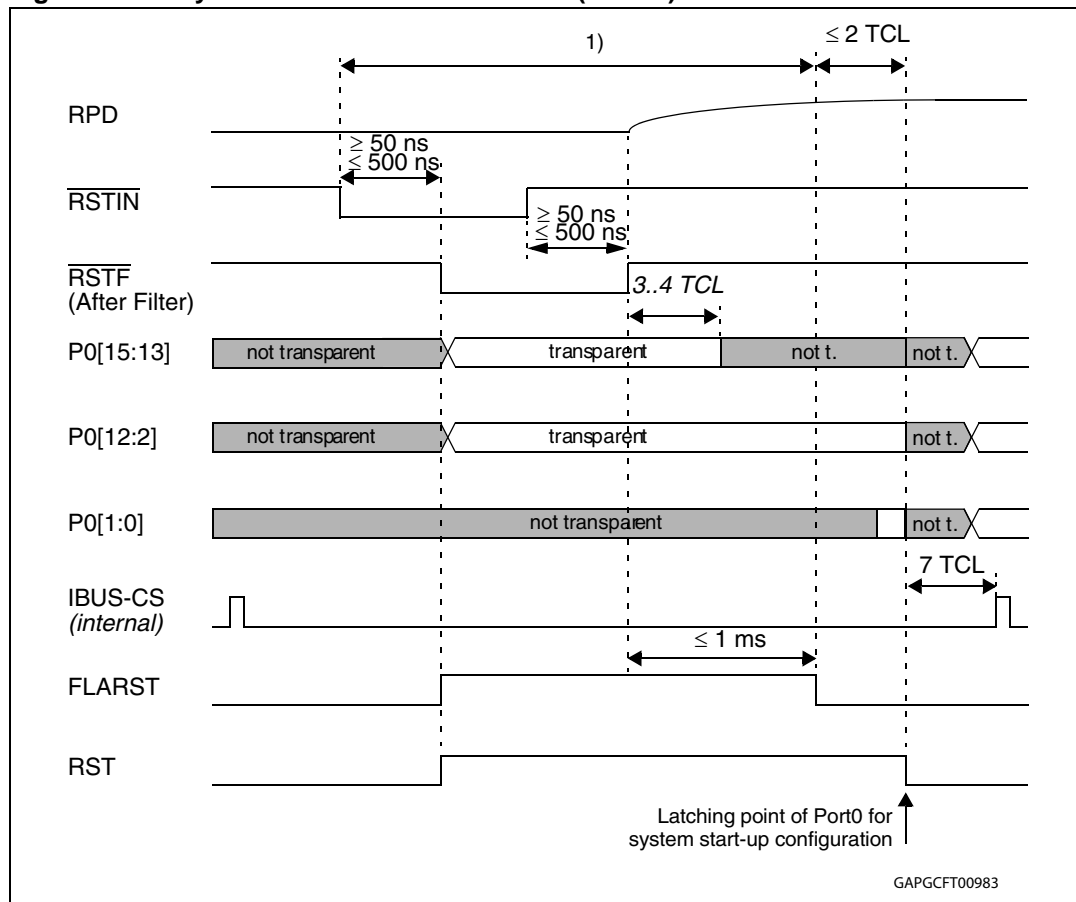 1)
≤ 2 TCL
RPD
≥ 50 ns
≤ 500 ns
RSTIN
≥ 50 ns
≤ 500 ns
RSTF
(After Filter)
3..4 TCL
P0[15:13]
not transparent
transparent
not t.
not t.
P0[12:2]
not transparent
transparent
not t.
P0[1:0]
not transparent
not t.
7 TCL
IBUS-CS
(internal)
≤ 1 ms
FLARST
RST
Latching point of Port0 for
system start-up configuration
GAPGCFT00983